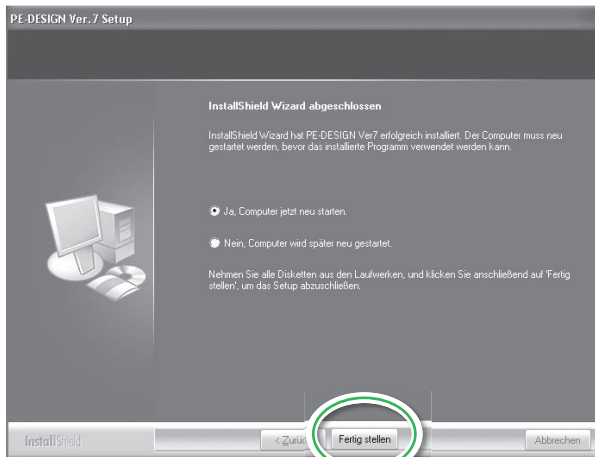 PE-DESIGN Ver. 7 Setup
InstallShield Wizard abgeschlossen
InstallShield Wizard hat PE-DESIGN Ver7 erfolgreich installiert. Der Computer muss neu
gestartet werden, bevor das installierte Programm verwendet werden kann.
Ja, Computer jetzt neu starten.
Nein, Computer wird später neu gestartet.
Nehmen Sie alle Disketten aus den Laufwerken, und klicken Sie anschließend auf 'Fertig
stellen', um das Setup abzuschließen.
InstallShield
< Zurü Fertig stellen Abbrechen